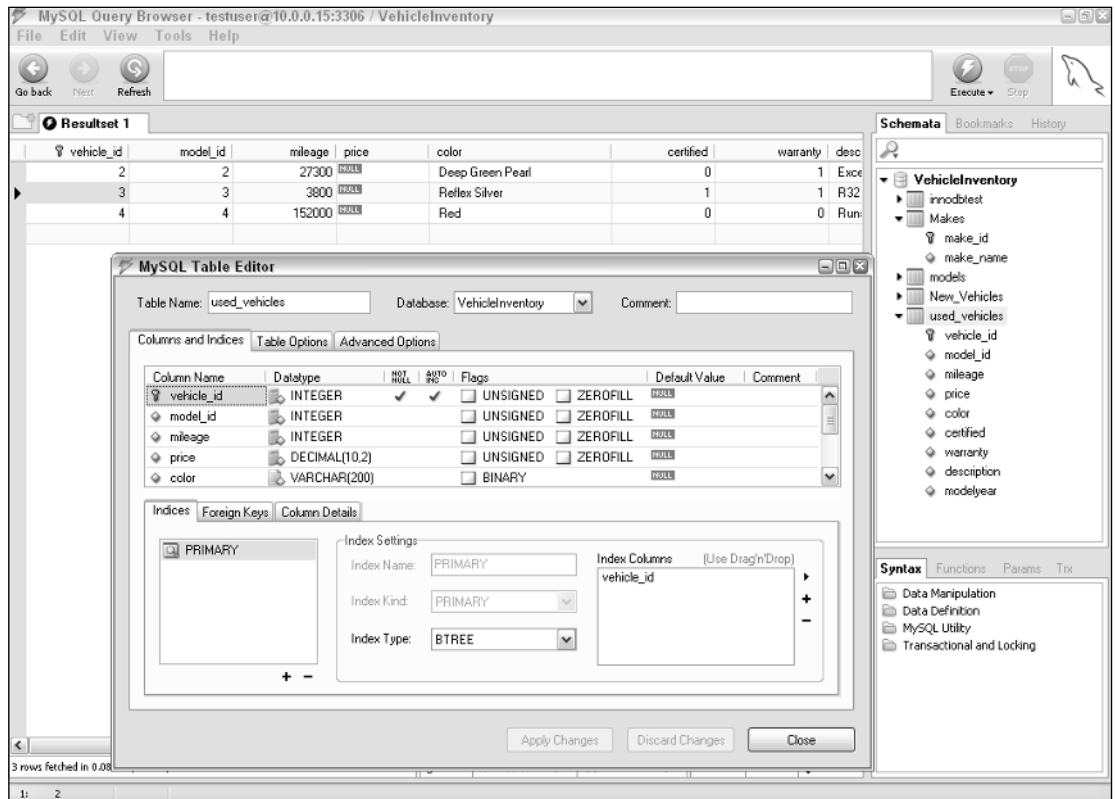 MySQL Query Browser - testuser@10.0.0.15:3306 / VehicleInventory
File Edit View Tools Help
Go back Next Refresh Execute Stop
STOP
Resultset 1
vehicle_id model_id mileage price color certified warranty desc
2 2 27300 NULL Deep Green Pearl 0 1 Exce
3 3 3800 NULL Reflex Silver 1 1 R32
4 4 152000 NULL Red 0 0 Run
Schemata Bookmarks History
VehicleInventory
innodbtest
Makes
make_id
make_name
models
New_Vehicles
used_vehicles
vehicle_id
model_id
mileage
price
color
certified
warranty
description
modelyear
MySQL Table Editor
Table Name: used_vehicles Database: VehicleInventory Comment:
Columns and Indices Table Options Advanced Options
Column Name Datatype NOT NULL AUTO INC Flags Default Value Comment
vehicle_id INTEGER UNSIGNED ZEROFILL NULL
model_id INTEGER UNSIGNED ZEROFILL NULL
mileage INTEGER UNSIGNED ZEROFILL NULL
price DECIMAL(10,2) UNSIGNED ZEROFILL NULL
color VARCHAR(200) BINARY NULL
Indices Foreign Keys Column Details
PRIMARY
Index Settings
Index Name: PRIMARY
Index Kind: PRIMARY
Index Type: BTREE
Index Columns (Use Drag'n'Drop)
vehicle_id
Apply Changes Discard Changes Close
Syntax Functions Params Trx
Data Manipulation
Data Definition
MySQL Utility
Transactional and Locking
3 rows fetched in 0.08
1: 2